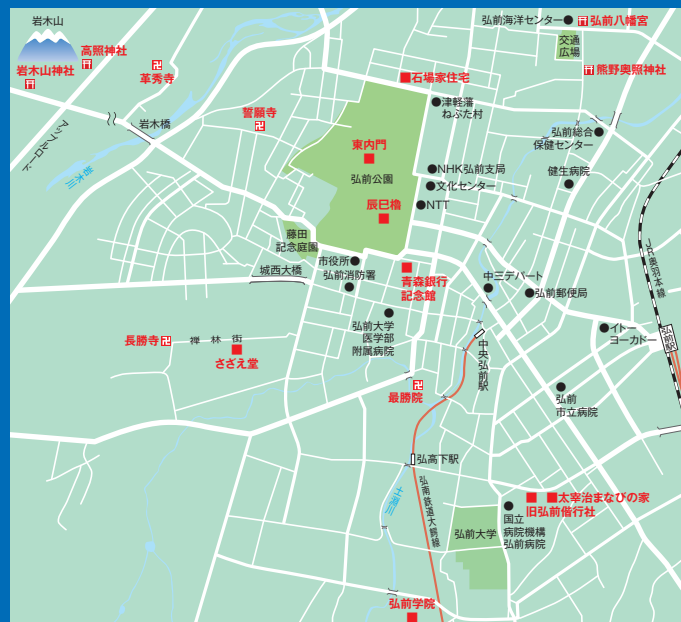 岩木山
弘前海洋センター
弘前八幡宮
交通
広場
高照神社
岩木山神社
革秀寺
石場家住宅
熊野奥照神社
津軽藩
ねぷた村
誓願寺
岩木橋
アップルロード
岩木川
弘前総合
保健センター
東内門
NHK弘前支局
健生病院
弘前公園
文化センター
辰巳櫓
NTT
藤田
記念庭園
市役所
弘前消防署
城西大橋
青森銀行
記念館
中三デパート
弘前郵便局
JR奥羽本線
弘前駅
イトー
ヨーカドー
弘前大学
医学部
附属病院
中央弘前駅
長勝寺
禅林街
さざえ堂
最勝院
弘前
市立病院
弘高下駅
弘南鉄道大鰐線
土淵川
太宰治まなびの家
旧弘前偕行社
国立
病院機構
弘前病院
弘前大学
弘前学院